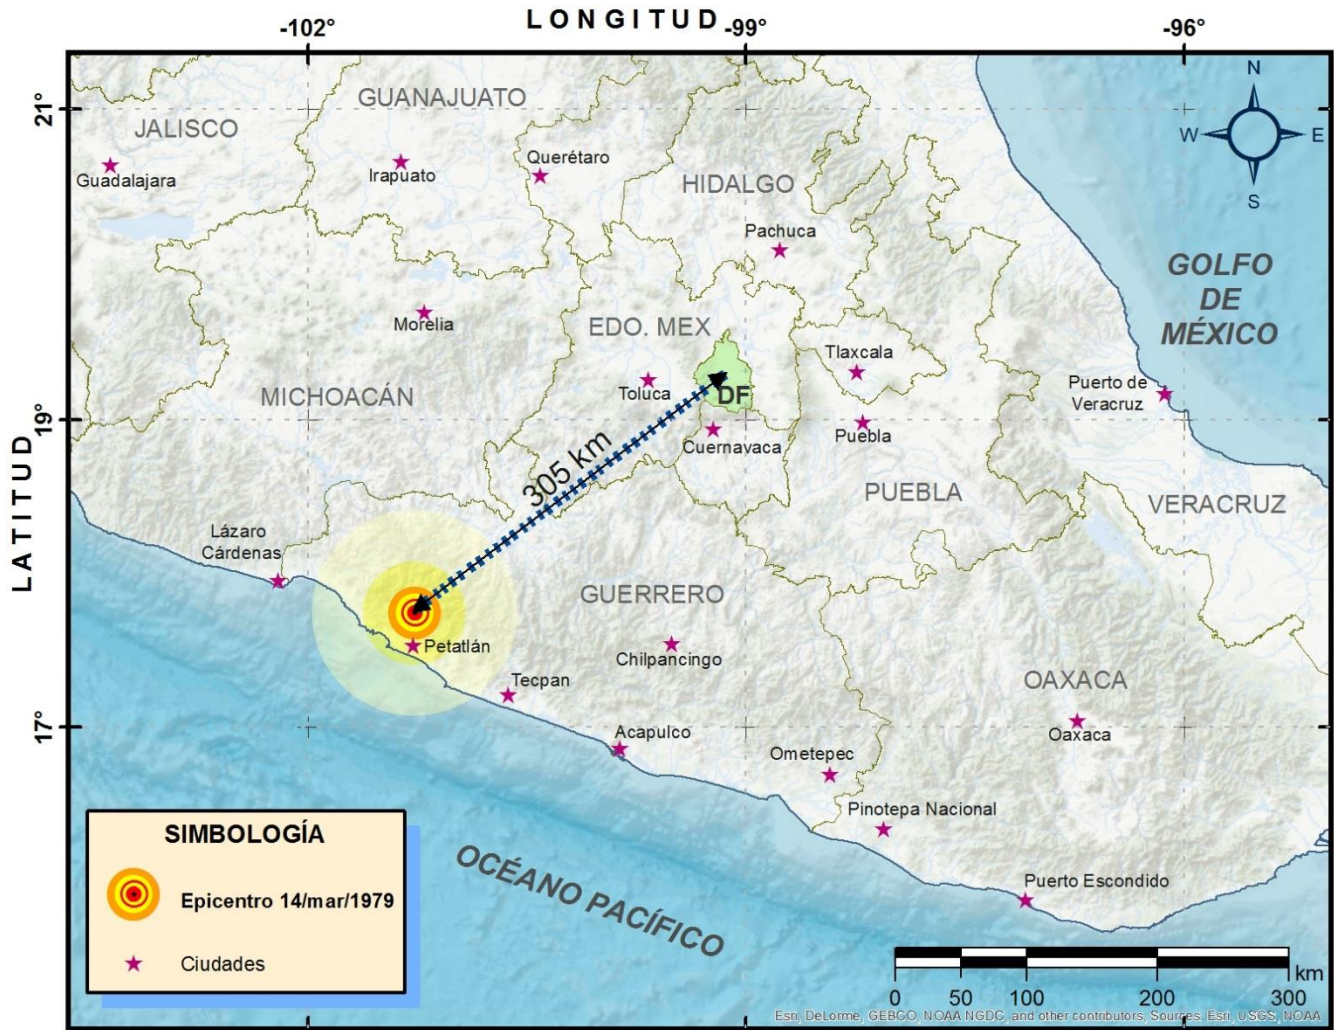 LONGITUD
-102°
-99°
-96°
LATITUD
21°
19°
17°
N
W
E
S
GUANAJUATO
JALISCO
Guadalajara
Irapuato
Querétaro
HIDALGO
Pachuca
GOLFO
DE
MÉXICO
Morelia
EDO. MEX
Tlaxcala
Toluca
DF
Puerto de
Veracruz
MICHOACÁN
Cuernavaca
Puebla
305 km
PUEBLA
VERACRUZ
Lázaro
Cárdenas
GUERRERO
Petatlán
Chilpancingo
Tecpan
OAXACA
Acapulco
Oaxaca
Ometepec
Pinotepa Nacional
Puerto Escondido
OCÉANO PACÍFICO
SIMBOLOGÍA
Epicentro 14/mar/1979
Ciudades
km
0 50 100 200 300
Esri, DeLorme, GEBCO, NOAA NGDC, and other contributors, Sources: Esri, USGS, NOAA